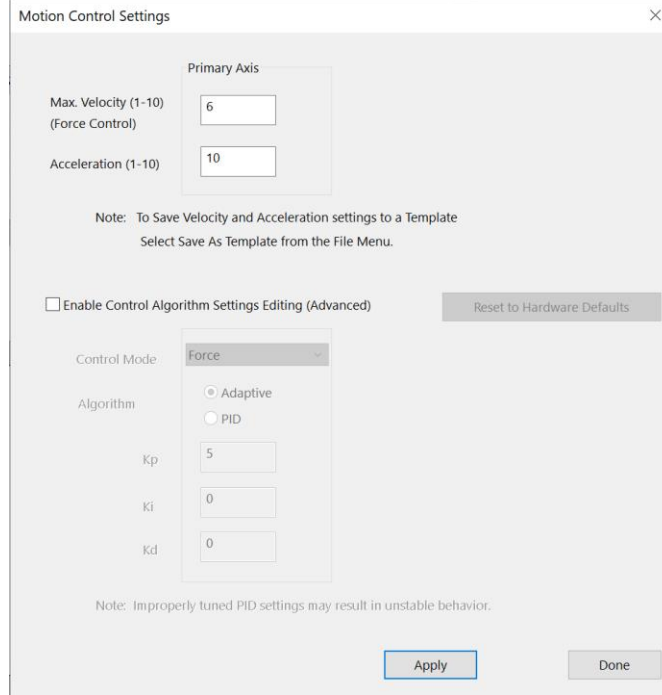 Motion Control Settings
Primary Axis
Max. Velocity (1-10) 6
(Force Control)
Acceleration (1-10) 10
Note: To Save Velocity and Acceleration settings to a Template
Select Save As Template from the File Menu.
Enable Control Algorithm Settings Editing (Advanced) Reset to Hardware Defaults
Control Mode Force
Algorithm Adaptive
PID
Kp 5
Ki 0
Kd 0
Note: Improperly tuned PID settings may result in unstable behavior.
Apply Done